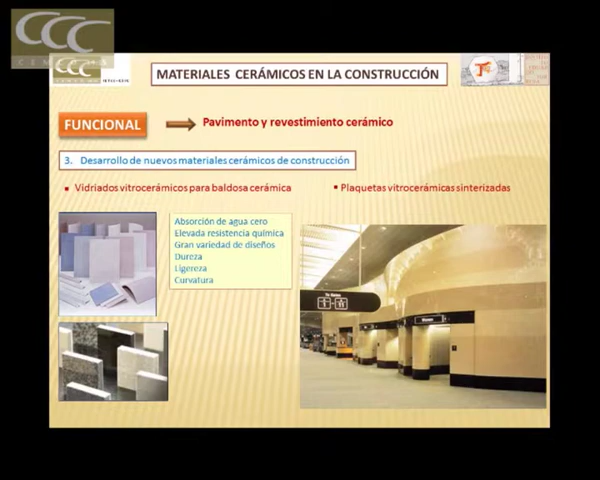 CCC
CEMCOMS
CCC
MATERIALES CERÁMICOS EN LA CONSTRUCCIÓN
FUNCIONAL
Pavimento y revestimiento cerámico
3. Desarrollo de nuevos materiales cerámicos de construcción
▪ Vidriados vitrocerámicos para baldosa cerámica
▪ Plaquetas vitrocerámicas sinterizadas
Absorción de agua cero
Elevada resistencia química
Gran variedad de diseños
Dureza
Ligereza
Curvatura